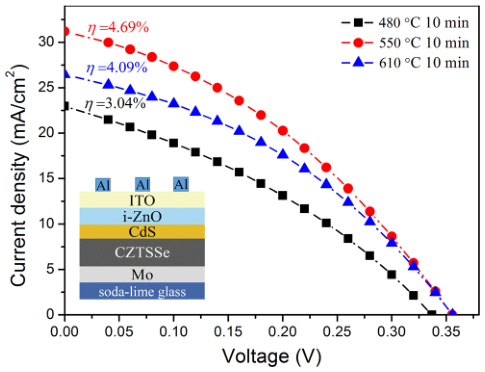 35
30
25
20
15
10
5
0
Current density (mA/cm²)
η =4.69%
η =4.09%
η =3.04%
480 °C 10 min
550 °C 10 min
610 °C 10 min
Al Al Al
ITO
i-ZnO
CdS
CZTSSe
Mo
soda-lime glass
0.00 0.05 0.10 0.15 0.20 0.25 0.30 0.35
Voltage (V)